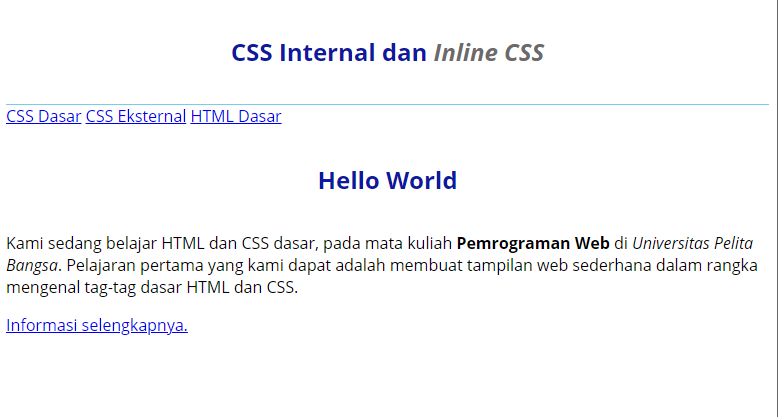 CSS Internal dan Inline CSS
CSS Dasar CSS Eksternal HTML Dasar
Hello World
Kami sedang belajar HTML dan CSS dasar, pada mata kuliah Pemrograman Web di Universitas Pelita
Bangsa. Pelajaran pertama yang kami dapat adalah membuat tampilan web sederhana dalam rangka
mengenal tag-tag dasar HTML dan CSS.
Informasi selengkapnya.